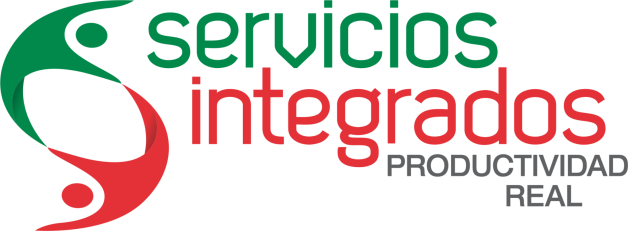 servicios
integrados
PRODUCTIVIDAD
REAL